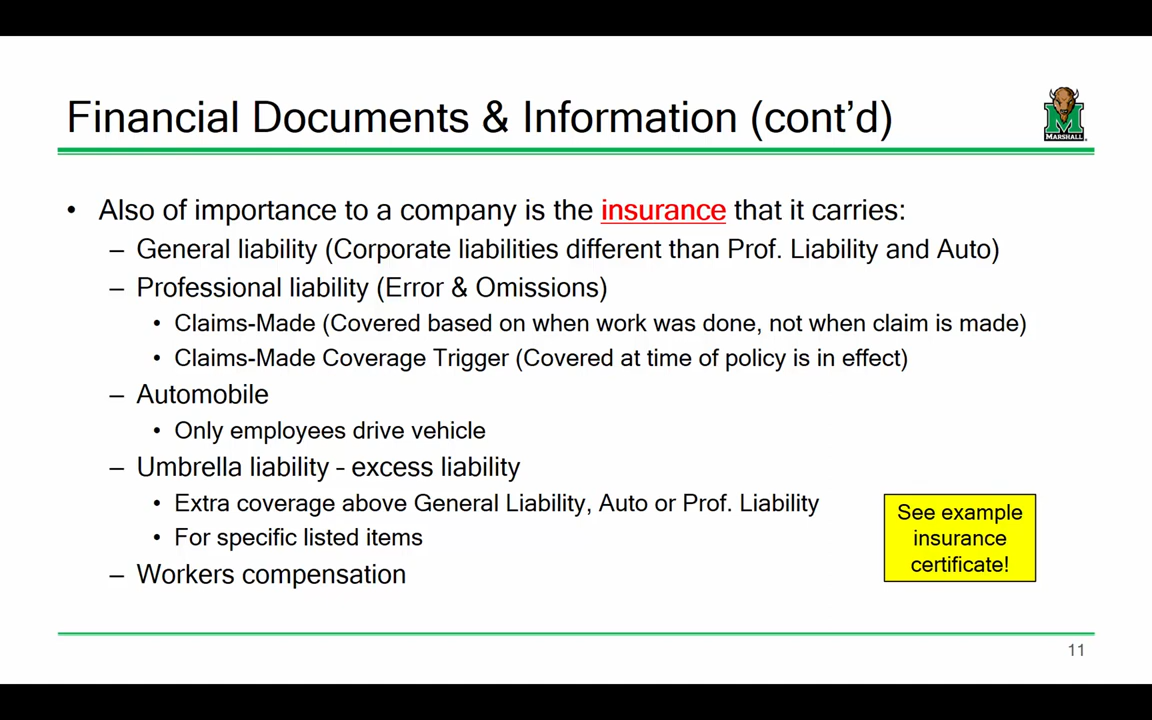 Financial Documents & Information (cont’d)
M
MARSHALL
• Also of importance to a company is the insurance that it carries:
– General liability (Corporate liabilities different than Prof. Liability and Auto)
– Professional liability (Error & Omissions)
• Claims-Made (Covered based on when work was done, not when claim is made)
• Claims-Made Coverage Trigger (Covered at time of policy is in effect)
– Automobile
• Only employees drive vehicle
– Umbrella liability - excess liability
• Extra coverage above General Liability, Auto or Prof. Liability
• For specific listed items
– Workers compensation
See example
insurance
certificate!
11